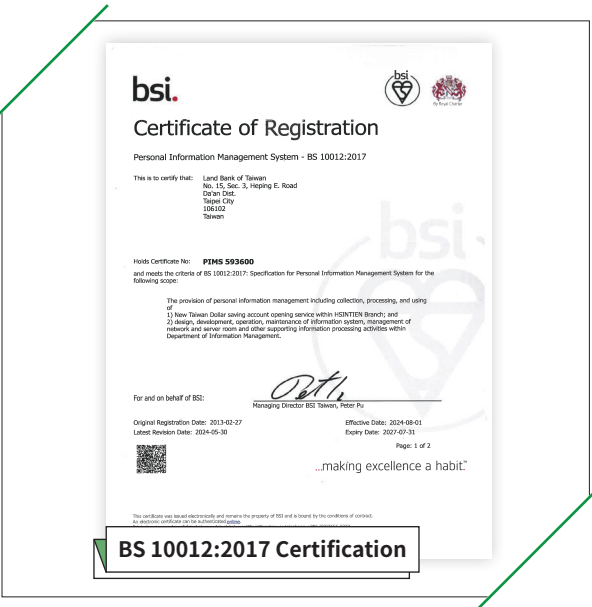 bsi.
bsi
By Royal Charter
Certificate of Registration
Personal Information Management System - BS 10012:2017
This is to certify that: Land Bank of Taiwan
No. 15, Sec. 3, Heping E. Road
Da'an Dist.
Taipei City
106102
Taiwan
Holds Certificate No: PIMS 593600
and meets the criteria of BS 10012:2017: Specification for Personal Information Management System for the
following scope:
The provision of personal information management including collection, processing, and using
of
1) New Taiwan Dollar saving account opening service within HSINTIEN Branch; and
2) design, development, operation, maintenance of information system, management of
network and server room and other supporting information processing activities within
Department of Information Management.
For and on behalf of BSI:
Managing Director BSI Taiwan, Peter Pu
Original Registration Date: 2013-02-27 Effective Date: 2024-08-01
Latest Revision Date: 2024-05-30 Expiry Date: 2027-07-31
Page: 1 of 2
...making excellence a habit.™
This certificate was issued electronically and remains the property of BSI and is bound by the conditions of contract.
An electronic certificate can be authenticated online.
BS 10012:2017 Certification